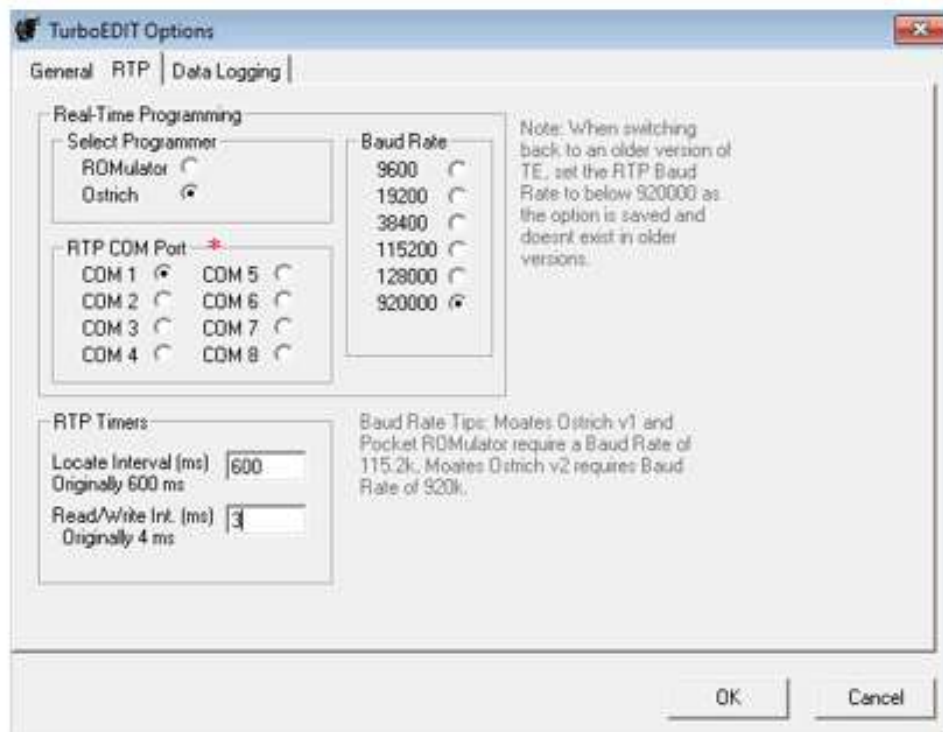 TurboEDIT Options
General RTP Data Logging
Real-Time Programming
Select Programmer
ROMulator
Ostrich
RTP COM Port *
COM 1 COM 5
COM 2 COM 6
COM 3 COM 7
COM 4 COM 8
Baud Rate
9600
19200
38400
115200
128000
920000
Note: When switching
back to an older version of
TE, set the RTP Baud
Rate to below 920000 as
the option is saved and
doesnt exist in older
versions.
RTP Timers
Locate Interval (ms) 600
Originally 600 ms
Read/Write Int. (ms) 3
Originally 4 ms
Baud Rate Tips: Moates Ostrich v1 and
Pocket ROMulator require a Baud Rate of
115.2k. Moates Ostrich v2 requires Baud
Rate of 920k.
OK Cancel